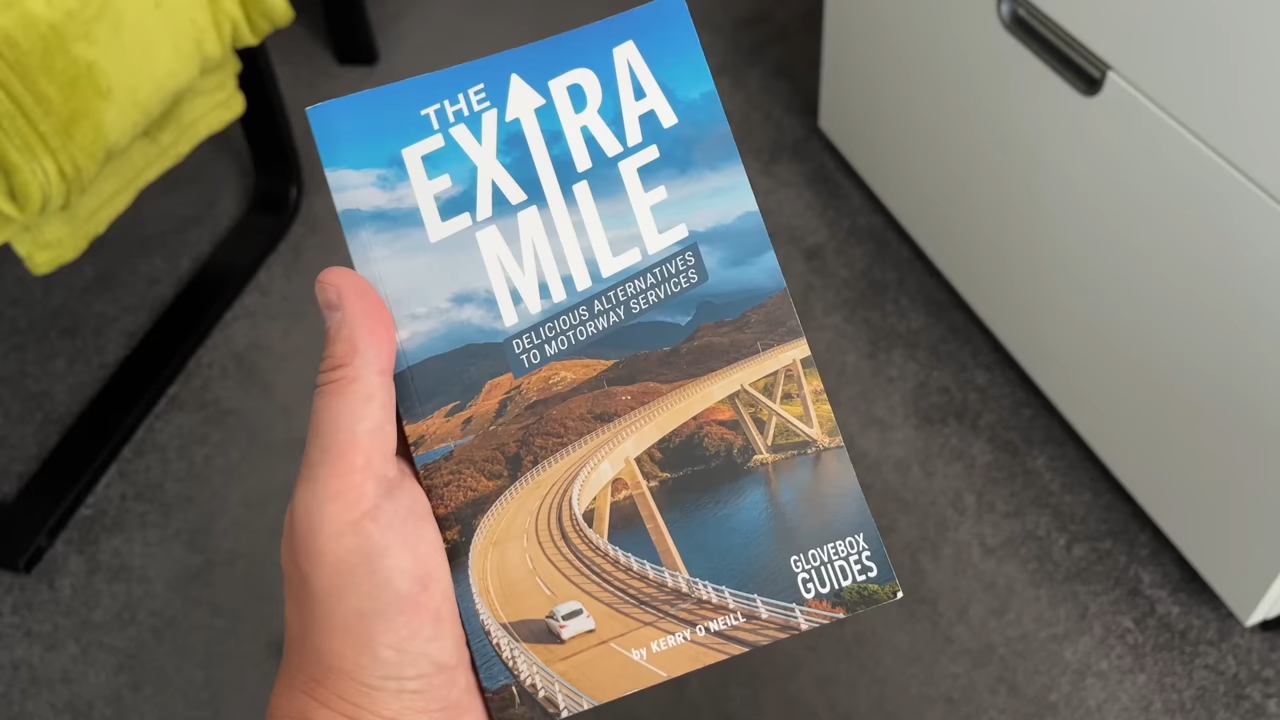 THE
EXTRA
MILE
DELICIOUS ALTERNATIVES
TO MOTORWAY SERVICES
GLOVEBOX
GUIDES
by KERRY O'NEILL